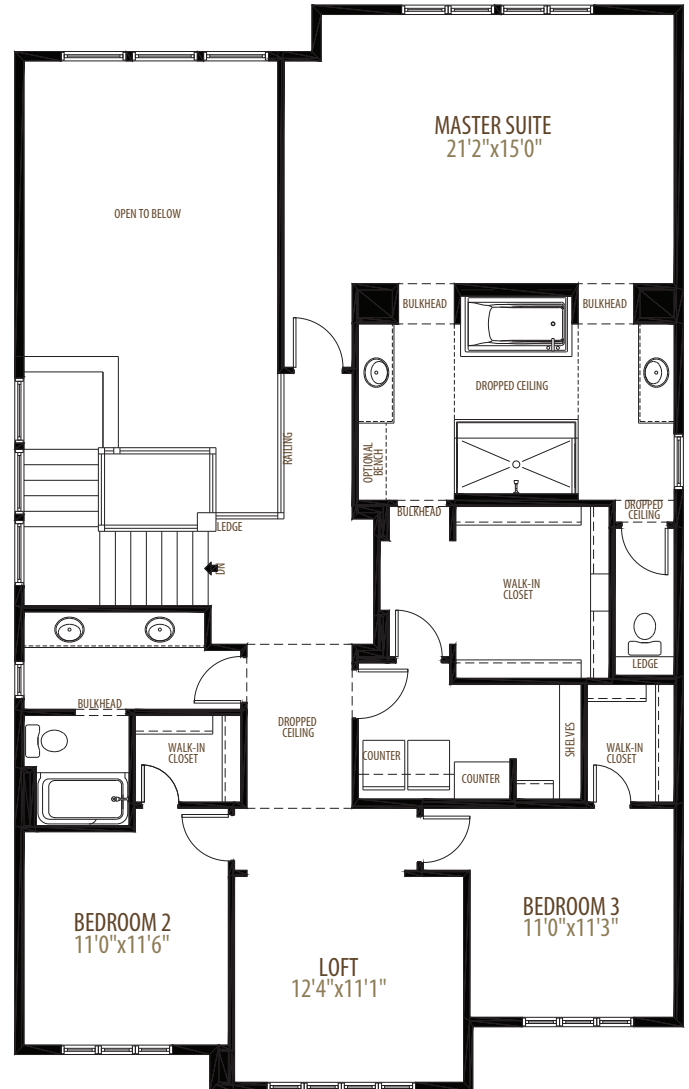 MASTER SUITE
21'2"x15'0"
OPEN TO BELOW
BULKHEAD
BULKHEAD
DROPPED CEILING
RAILING
OPTIONAL
BENCH
BULKHEAD
DROPPED
CEILING
LEDGE
DN
WALK-IN
CLOSET
LEDGE
BULKHEAD
DROPPED
CEILING
WALK-IN
CLOSET
COUNTER
COUNTER
SHELVES
WALK-IN
CLOSET
BEDROOM 2
11'0"x11'6"
LOFT
12'4"x11'1"
BEDROOM 3
11'0"x11'3"